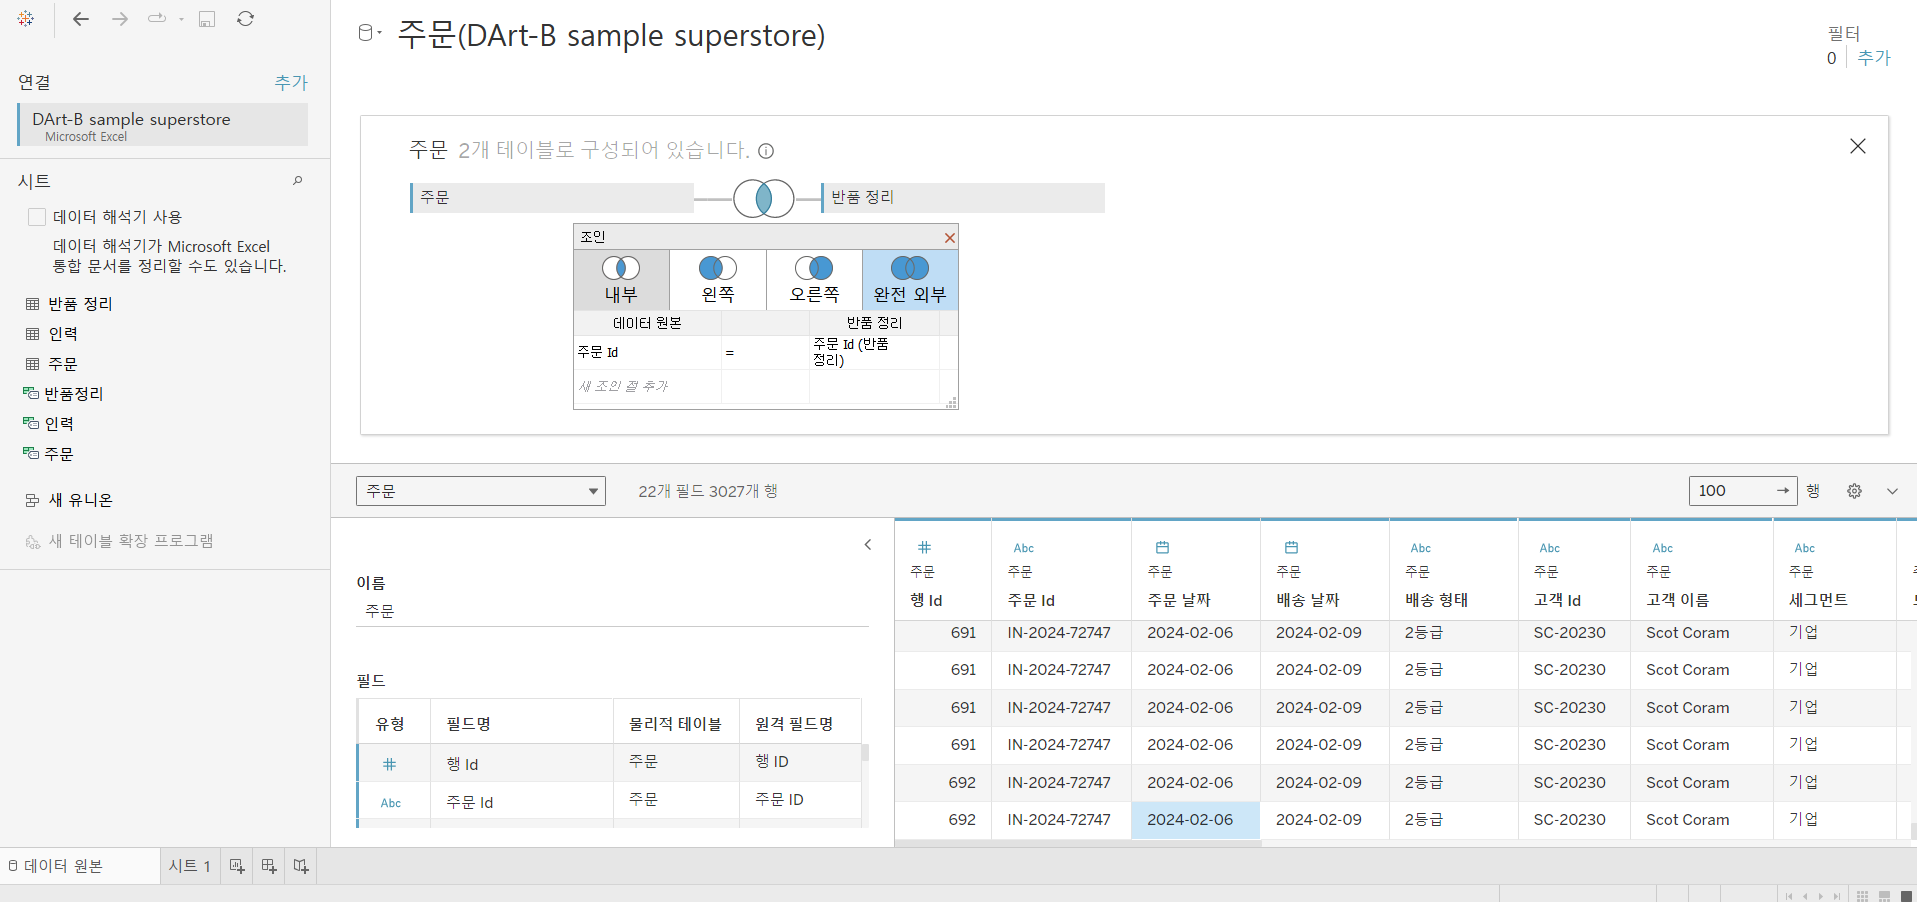 주문(DArt-B sample superstore)
필터
0 추가
연결 추가
DArt-B sample superstore
Microsoft Excel
시트
데이터 해석기 사용
데이터 해석기가 Microsoft Excel
통합 문서를 정리할 수도 있습니다.
반품 정리
인력
주문
반품정리
인력
주문
새 유니온
새 테이블 확장 프로그램
주문 2개 테이블로 구성되어 있습니다.
주문 반품 정리
조인
내부 왼쪽 오른쪽 완전 외부
데이터 원본 반품 정리
주문 Id = 주문 Id (반품
정리)
새 조인 절 추가
주문 22개 필드 3027개 행 100 행
이름
주문
필드
유형 필드명 물리적 테이블 원격 필드명
행 Id 주문 행 ID
Abc 주문 Id 주문 주문 ID
Abc Abc Abc Abc Abc
주문 주문 주문 주문 주문 주문 주문 주문
행 Id 주문 Id 주문 날짜 배송 날짜 배송 형태 고객 Id 고객 이름 세그먼트
691 IN-2024-72747 2024-02-06 2024-02-09 2등급 SC-20230 Scot Coram 기업
691 IN-2024-72747 2024-02-06 2024-02-09 2등급 SC-20230 Scot Coram 기업
691 IN-2024-72747 2024-02-06 2024-02-09 2등급 SC-20230 Scot Coram 기업
691 IN-2024-72747 2024-02-06 2024-02-09 2등급 SC-20230 Scot Coram 기업
692 IN-2024-72747 2024-02-06 2024-02-09 2등급 SC-20230 Scot Coram 기업
692 IN-2024-72747 2024-02-06 2024-02-09 2등급 SC-20230 Scot Coram 기업
데이터 원본 시트 1